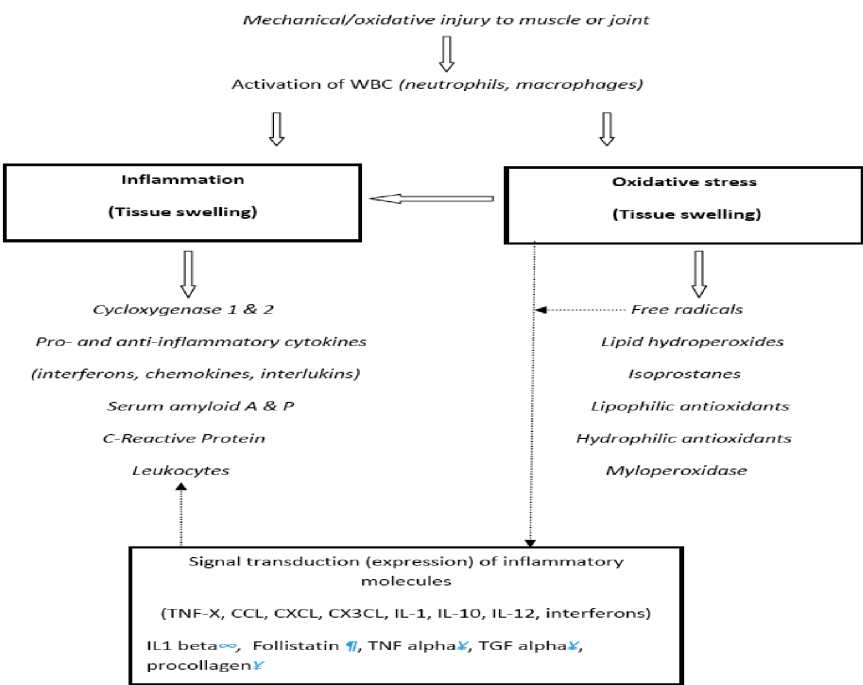 Mechanical/oxidative injury to muscle or joint
Activation of WBC (neutrophils, macrophages)
Inflammation
(Tissue swelling)
Oxidative stress
(Tissue swelling)
Cycloxygenase 1 & 2
Pro- and anti-inflammatory cytokines
(interferons, chemokines, interlukins)
Serum amyloid A & P
C-Reactive Protein
Leukocytes
Free radicals
Lipid hydroperoxides
Isoprostanes
Lipophilic antioxidants
Hydrophilic antioxidants
Myloperoxidase
Signal transduction (expression) of inflammatory
molecules
(TNF-X, CCL, CXCL, CX3CL, IL-1, IL-10, IL-12, interferons)
IL1 beta∞, Follistatin ¶, TNF alpha¥, TGF alpha¥,
procollagen¥